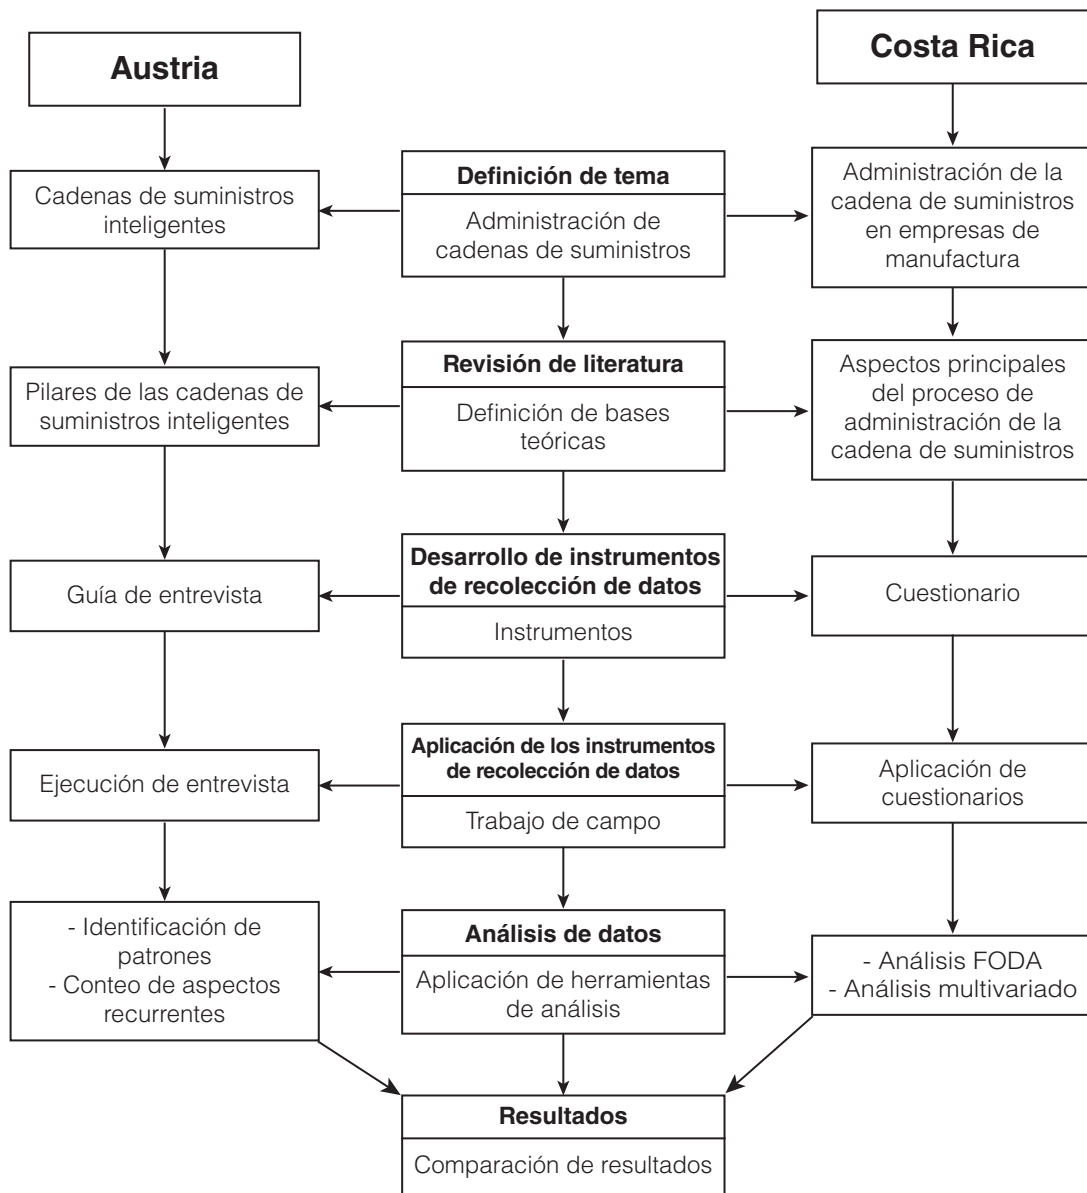 Austria
Costa Rica
Cadenas de suministros
inteligentes
Definición de tema
Administración de
cadenas de suministros
Administración de la
cadena de suministros
en empresas de
manufactura
Pilares de las cadenas de
suministros inteligentes
Revisión de literatura
Definición de bases
teóricas
Aspectos principales
del proceso de
administración de la
cadena de suministros
Guía de entrevista
Desarrollo de instrumentos
de recolección de datos
Instrumentos
Cuestionario
Ejecución de entrevista
Aplicación de los instrumentos
de recolección de datos
Trabajo de campo
Aplicación de
cuestionarios
- Identificación de
patrones
- Conteo de aspectos
recurrentes
Análisis de datos
Aplicación de herramientas
de análisis
- Análisis FODA
- Análisis multivariado
Resultados
Comparación de resultados